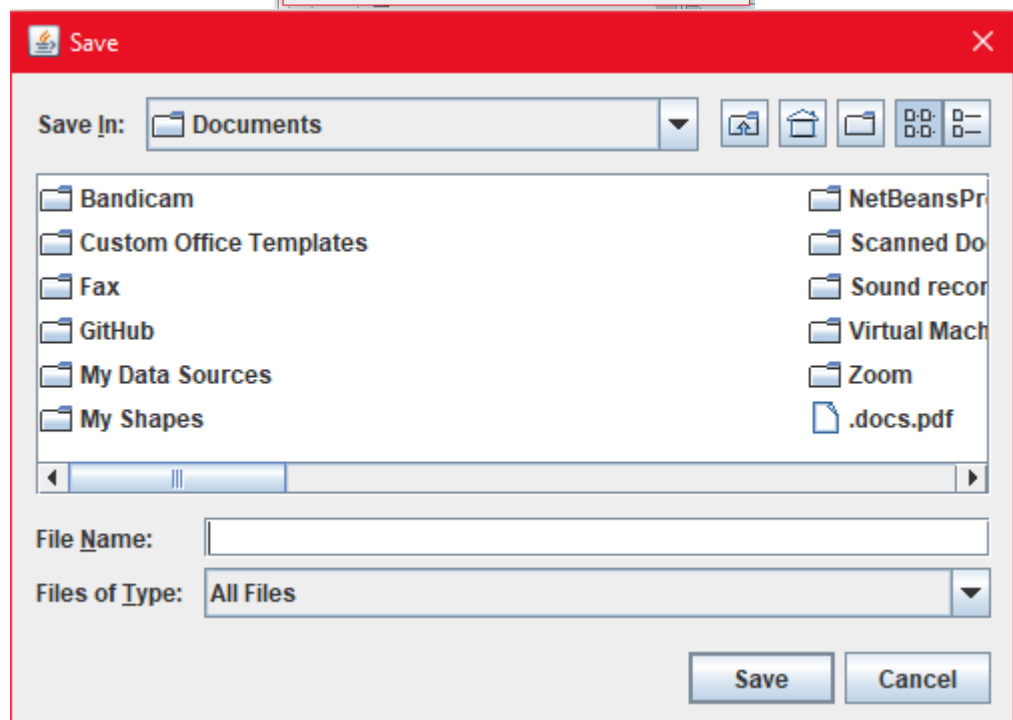 Save
Save In: Documents
Bandicam
Custom Office Templates
Fax
GitHub
My Data Sources
My Shapes
NetBeansPr
Scanned Do
Sound recor
Virtual Mach
Zoom
.docs.pdf
File Name:
Files of Type: All Files
Save Cancel